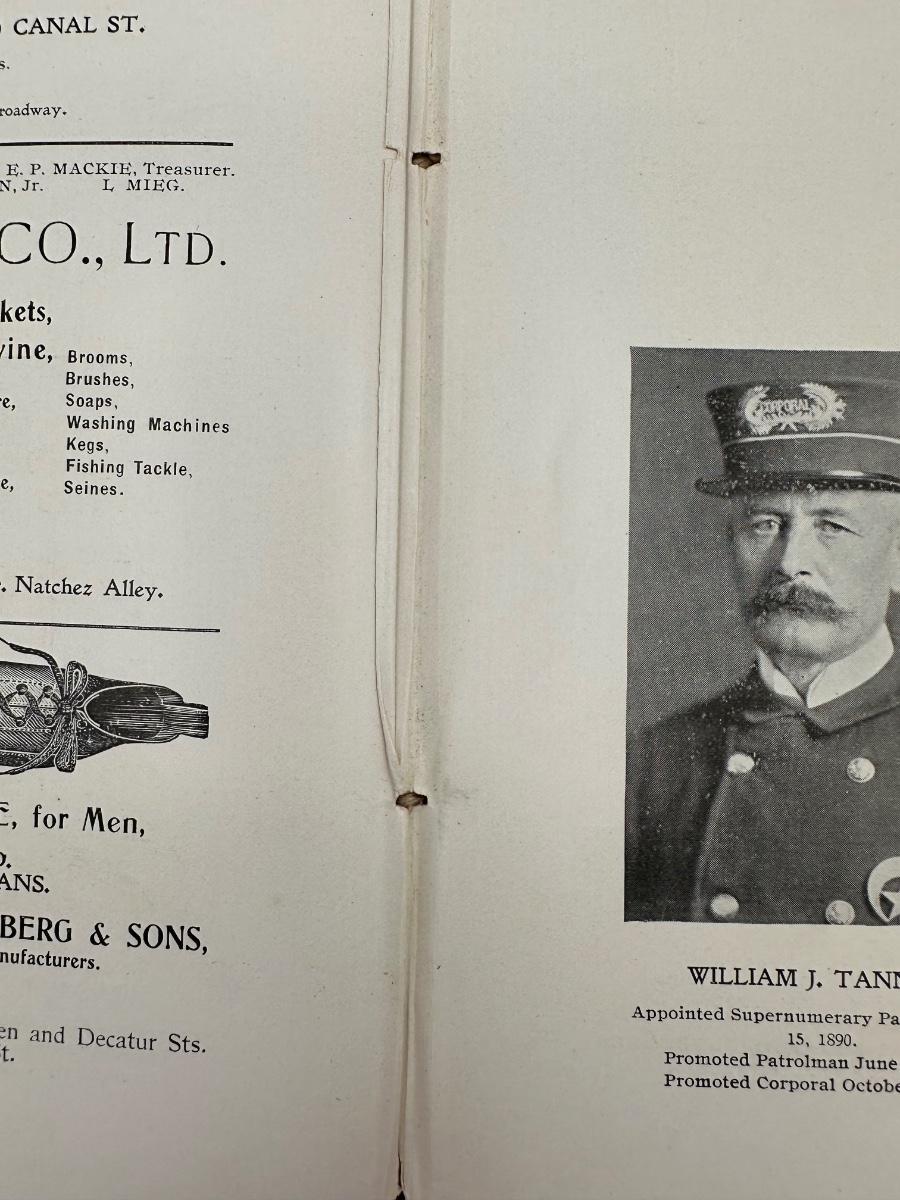 CANAL ST.
s.
roadway.
E. P. MACKIE, Treasurer.
N, Jr. L MIEG.
CO., LTD.
kets,
vine,
Brooms,
Brushes,
re, Soaps,
Washing Machines
Kegs,
Fishing Tackle,
e, Seines.
. Natchez Alley.
E, for Men,
D.
ANS.
BERG & SONS,
nufacturers.
en and Decatur Sts.
t.
CORPORAL
WILLIAM J. TANN
Appointed Supernumerary Pa
15, 1890.
Promoted Patrolman June
Promoted Corporal Octobe